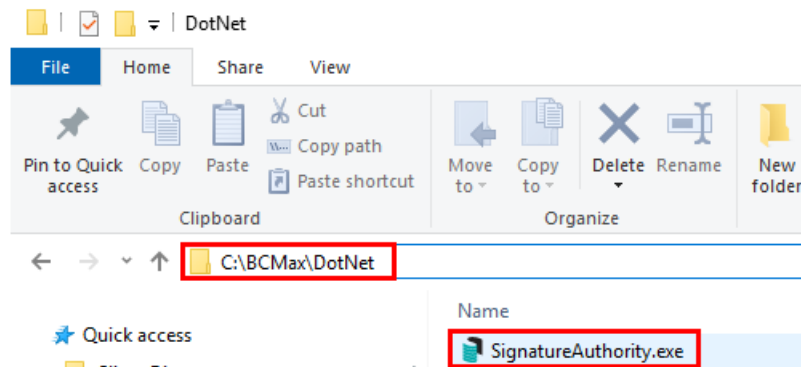 DotNet
File Home Share View
Pin to Quick access
Copy
Paste
Cut
Copy path
Paste shortcut
Move to
Copy to
Delete
Rename
New folder
Clipboard
Organize
C:\BCMax\DotNet
Name
Quick access
SignatureAuthority.exe